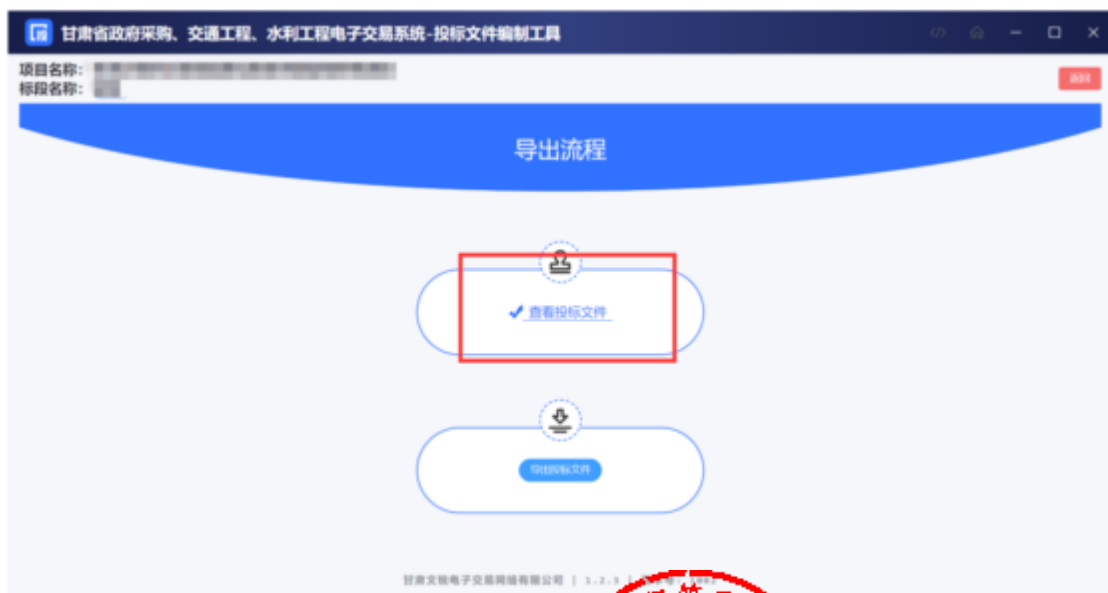 甘肃省政府采购、交通工程、水利工程电子交易系统-投标文件编制工具
项目名称:
标段名称:
返回
导出流程
查看投标文件
导出投标文件
甘肃文锐电子交易网络有限公司 | 1.2.3 |